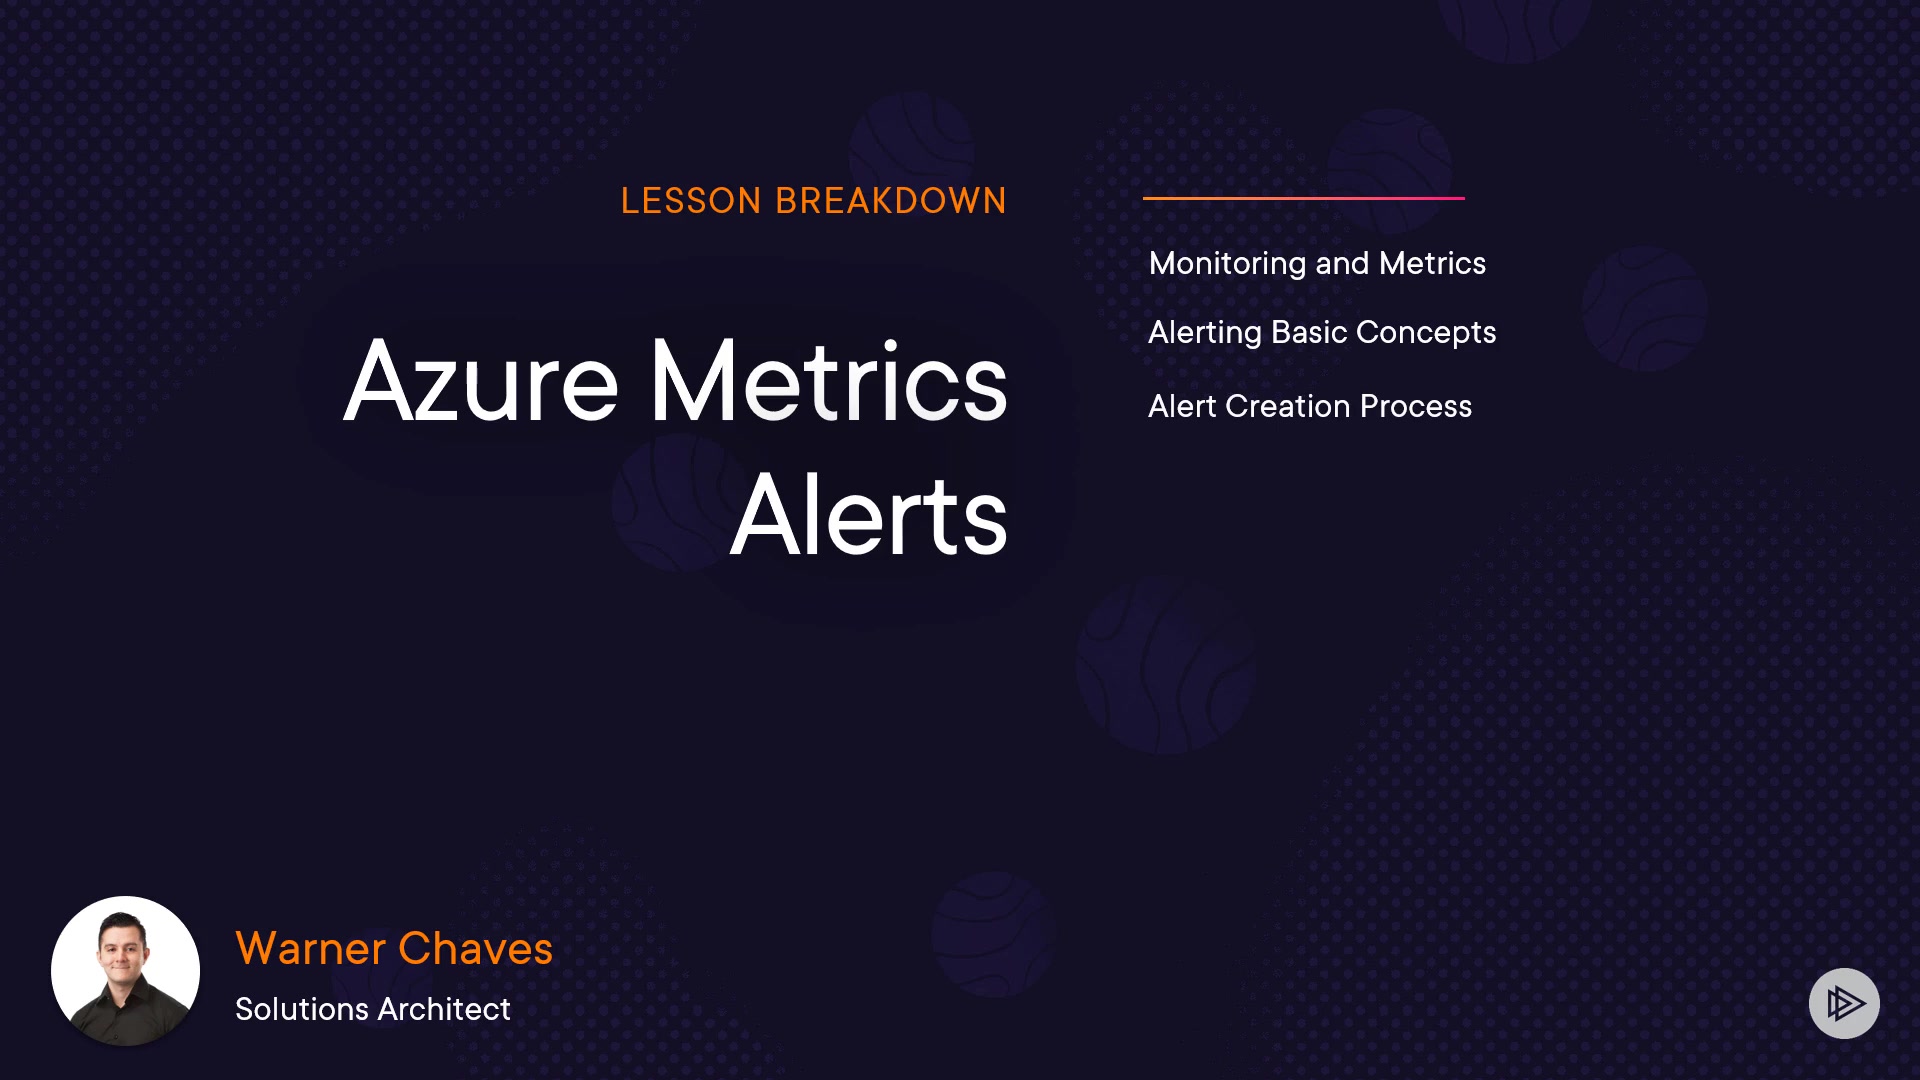 LESSON BREAKDOWN
Azure Metrics
Alerts
Monitoring and Metrics
Alerting Basic Concepts
Alert Creation Process
Warner Chaves
Solutions Architect